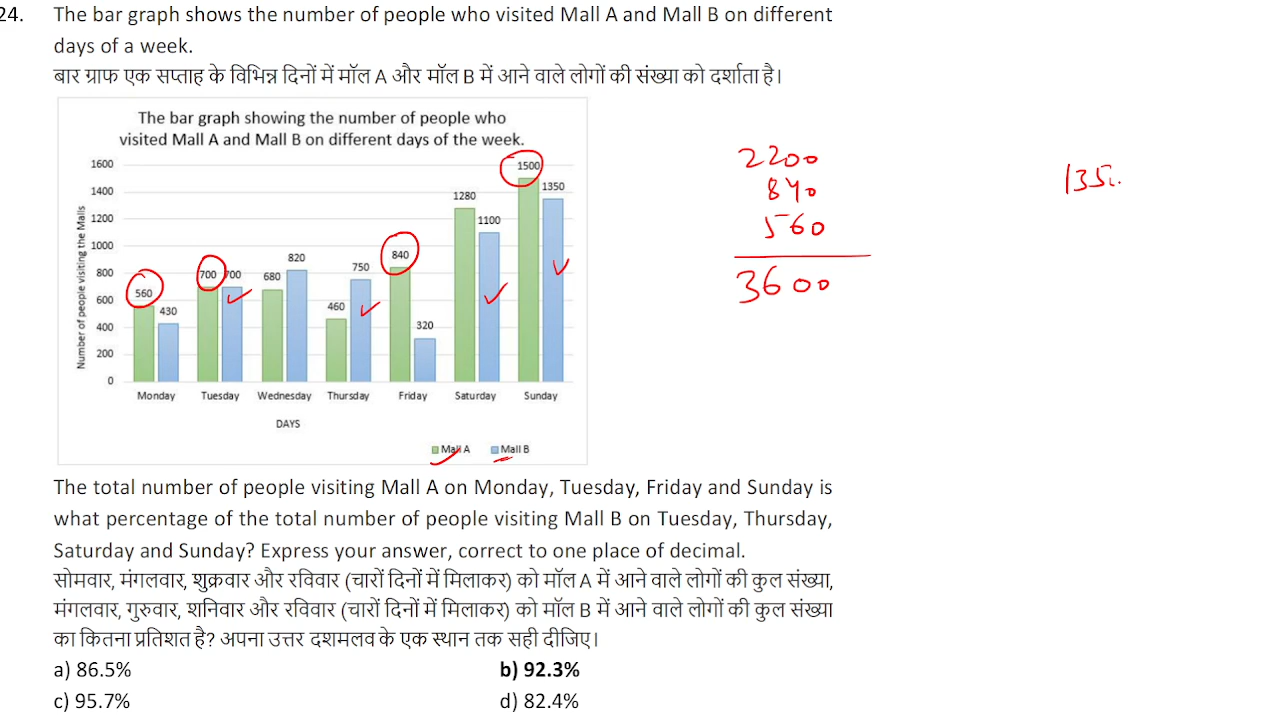 24. The bar graph shows the number of people who visited Mall A and Mall B on different
days of a week.
बार ग्राफ एक सप्ताह के विभिन्न दिनों में मॉल A और मॉल B में आने वाले लोगों की संख्या को दर्शाता है।
The bar graph showing the number of people who
visited Mall A and Mall B on different days of the week.
Number of people visiting the Malls
1600
1400
1200
1000
800
600
400
200
0
560 430
700 700
680 820
460 750
840 320
1280 1100
1500 1350
Monday Tuesday Wednesday Thursday Friday Saturday Sunday
DAYS
Mall A Mall B
2200
840
560
3600
The total number of people visiting Mall A on Monday, Tuesday, Friday and Sunday is
what percentage of the total number of people visiting Mall B on Tuesday, Thursday,
Saturday and Sunday? Express your answer, correct to one place of decimal.
सोमवार, मंगलवार, शुक्रवार और रविवार (चारों दिनों में मिलाकर) को मॉल A में आने वाले लोगों की कुल संख्या,
मंगलवार, गुरुवार, शनिवार और रविवार (चारों दिनों में मिलाकर) को मॉल B में आने वाले लोगों की कुल संख्या
का कितना प्रतिशत है? अपना उत्तर दशमलव के एक स्थान तक सही दीजिए।
a) 86.5% b) 92.3%
c) 95.7% d) 82.4%